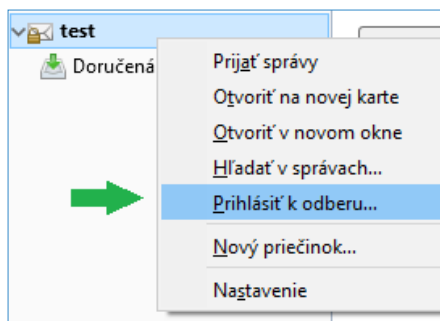 test
Doručená
Prijať správy
Otvoriť na novej karte
Otvoriť v novom okne
Hľadať v správach...
Prihlásiť k odberu...
Nový priečinok...
Nastavenie